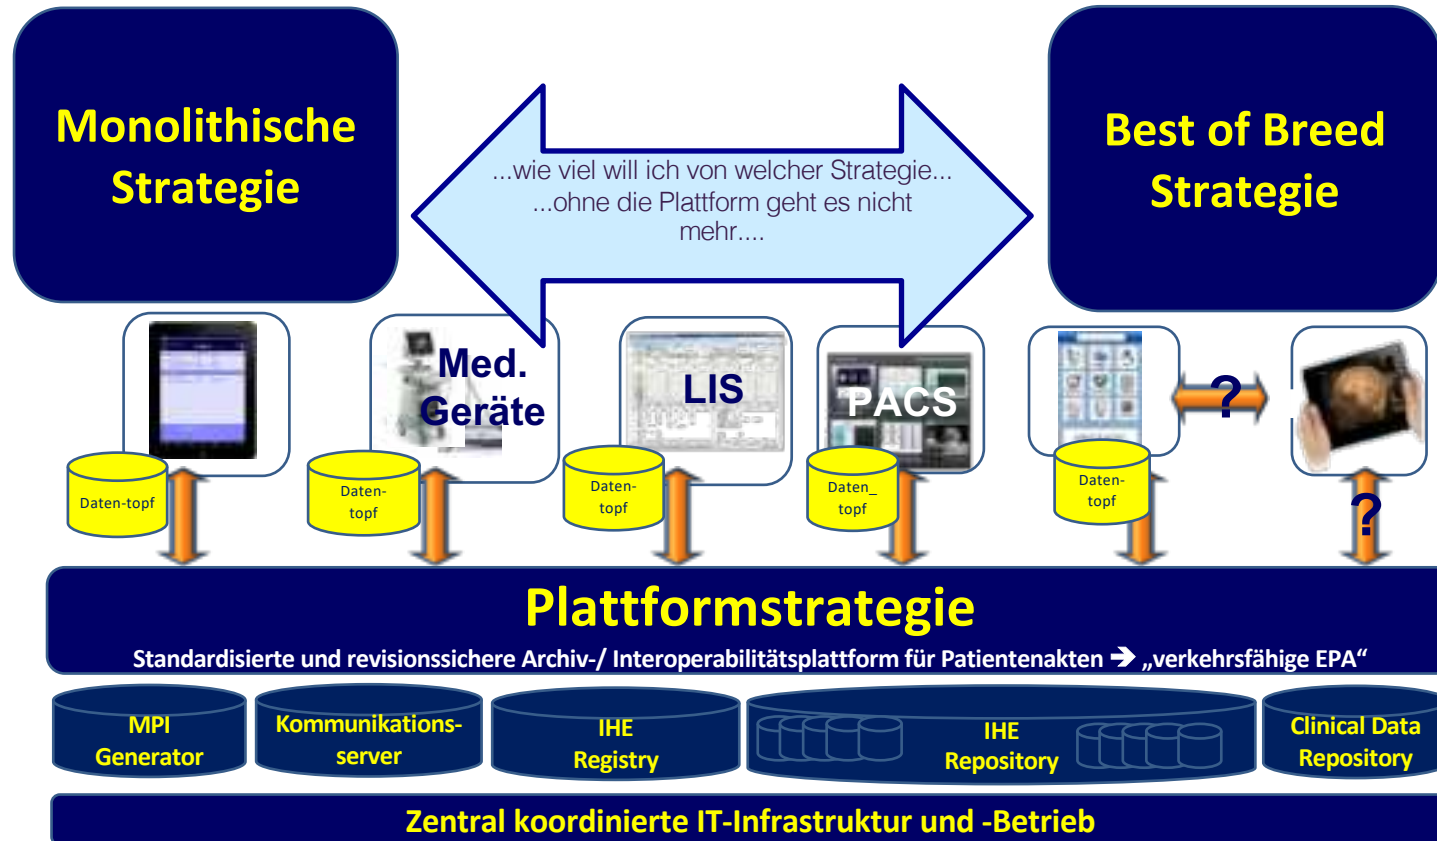 Monolithische
Strategie
...wie viel will ich von welcher Strategie...
...ohne die Plattform geht es nicht
mehr....
Best of Breed
Strategie
Med.
Geräte
LIS
PACS
?
Daten-topf
Daten-
topf
Daten-
topf
Daten_
topf
Daten-
topf
?
Plattformstrategie
Standardisierte und revisionssichere Archiv-/ Interoperabilitätsplattform für Patientenakten ➔ „verkehrsfähige EPA“
MPI
Generator
Kommunikations-
server
IHE
Registry
IHE
Repository
Clinical Data
Repository
Zentral koordinierte IT-Infrastruktur und -Betrieb